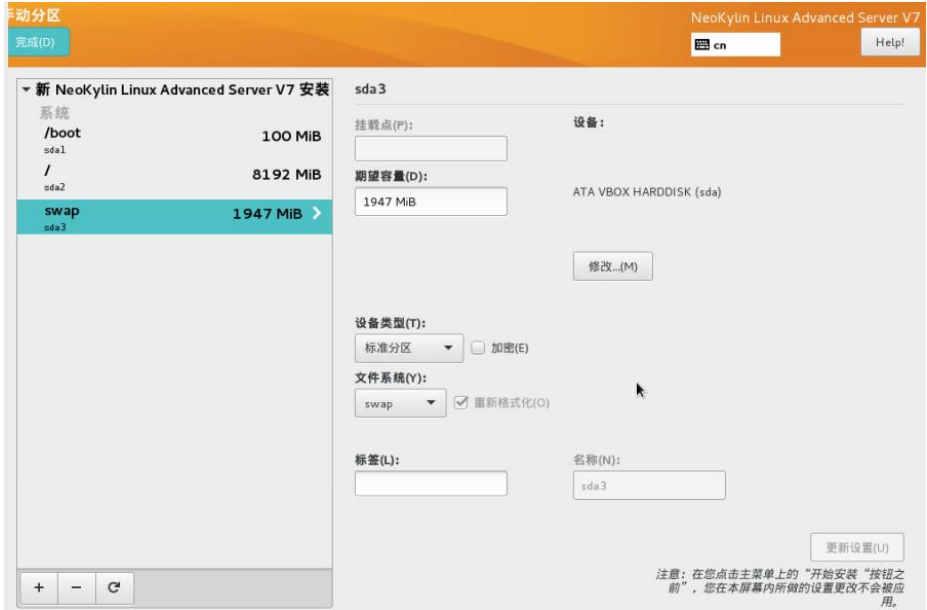 手动分区
NeoKylin Linux Advanced Server V7
完成(D)
cn
Help!
新 NeoKylin Linux Advanced Server V7 安装
系统
/boot
100 MiB
sda1
/
8192 MiB
sda2
swap
1947 MiB
sda3
sda3
挂载点(P):
设备:
期望容量(D):
1947 MiB
ATA VBOX HARDDISK (sda)
修改...(M)
设备类型(T):
标准分区
加密(E)
文件系统(Y):
swap
重新格式化(O)
标签(L):
名称(N):
sda3
更新设置(U)
注意: 在您点击主菜单上的“开始安装“按钮之
前”, 您在本屏幕内所做的设置更改不会被应
用。